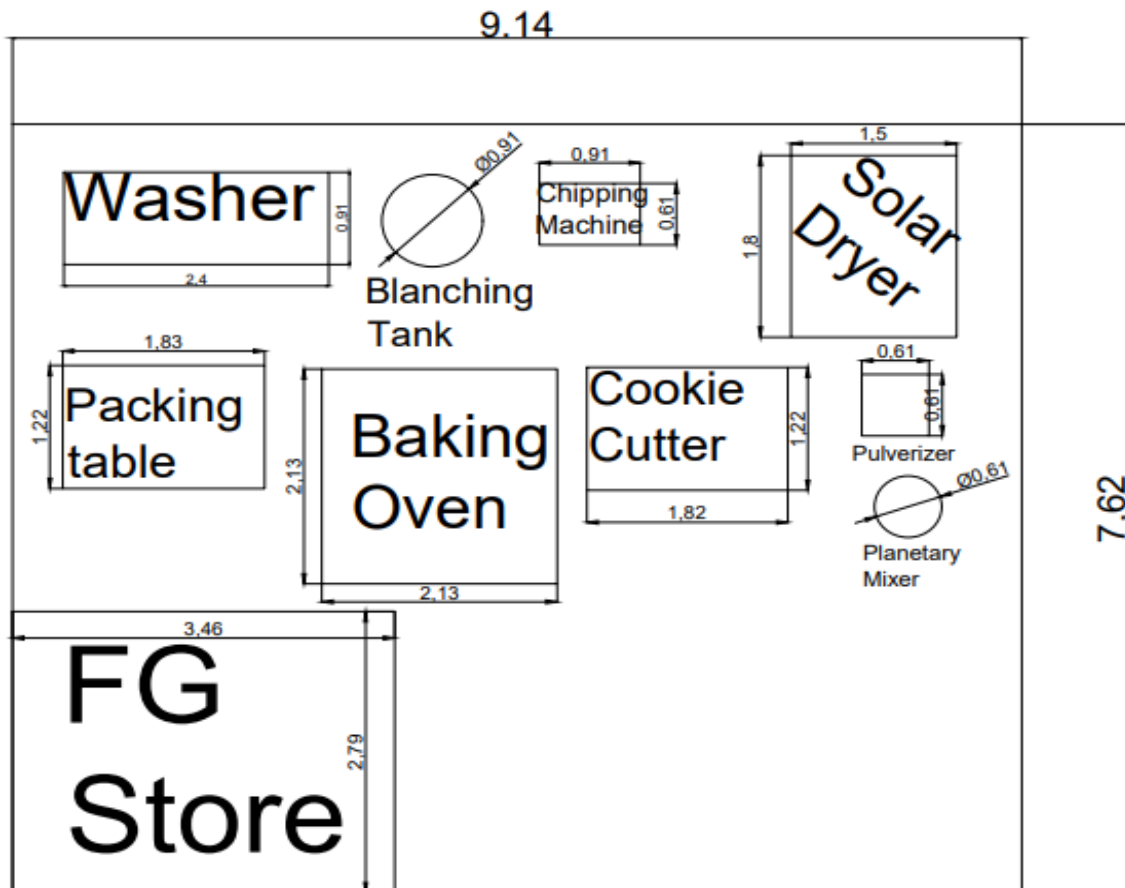 9.14
Washer
0,91
2,4
Ø0,91
Blanching
Tank
0,91
Chipping
Machine
0,61
1,5
Solar
Dryer
1,8
1,83
Packing
table
1,22
Baking
Oven
2,13
2,13
Cookie
Cutter
1,22
1,82
0,61
0,61
Pulverizer
Ø0,61
Planetary
Mixer
7.62
3,46
FG
Store
2,79